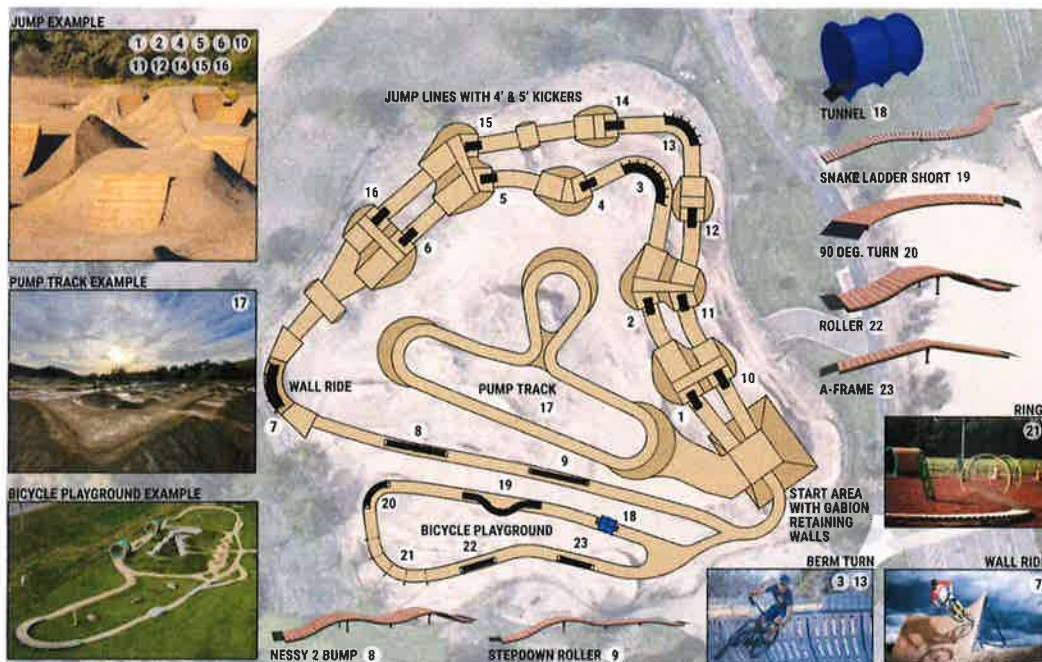 JUMP EXAMPLE
1 2 4 5 6 10
11 12 14 15 16
PUMP TRACK EXAMPLE
17
BICYCLE PLAYGROUND EXAMPLE
JUMP LINES WITH 4' & 5' KICKERS
14
15
13
16
3
5
4
12
6
2
11
10
1
WALL RIDE
PUMP TRACK
17
7
8
9
19
20
18
BICYCLE PLAYGROUND
22
23
21
START AREA
WITH GABION
RETAINING
WALLS
TUNNEL 18
SNAKE LADDER SHORT 19
90 DEG. TURN 20
ROLLER 22
A-FRAME 23
RING
21
BERM TURN
3 13
WALL RIDE
7
NESSY 2 BUMP 8
STEPDOWN ROLLER 9